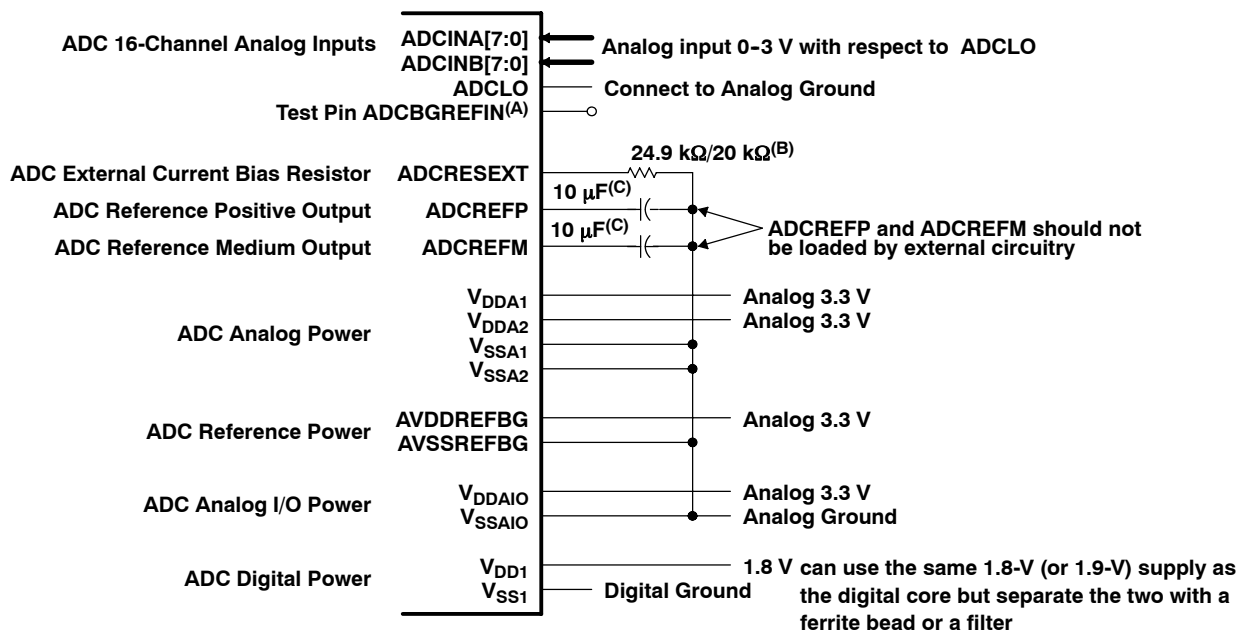 ADC 16-Channel Analog Inputs ADCINA[7:0] Analog input 0-3 V with respect to ADCLO
ADCINB[7:0]
ADCLO Connect to Analog Ground
Test Pin ADCBGREFIN(A)
24.9 kΩ/20 kΩ(B)
ADC External Current Bias Resistor ADCRESEXT
10 μF(C)
ADC Reference Positive Output ADCREFP
10 μF(C)
ADC Reference Medium Output ADCREFM
ADCREFP and ADCREFM should not
be loaded by external circuitry
VDDA1 Analog 3.3 V
VDDA2 Analog 3.3 V
ADC Analog Power
VSSA1
VSSA2
AVDDREFBG Analog 3.3 V
ADC Reference Power
AVSSREFBG
VDDAIO Analog 3.3 V
ADC Analog I/O Power
VSSAIO Analog Ground
VDD1 1.8 V can use the same 1.8-V (or 1.9-V) supply as
ADC Digital Power
VSS1 Digital Ground
the digital core but separate the two with a
ferrite bead or a filter